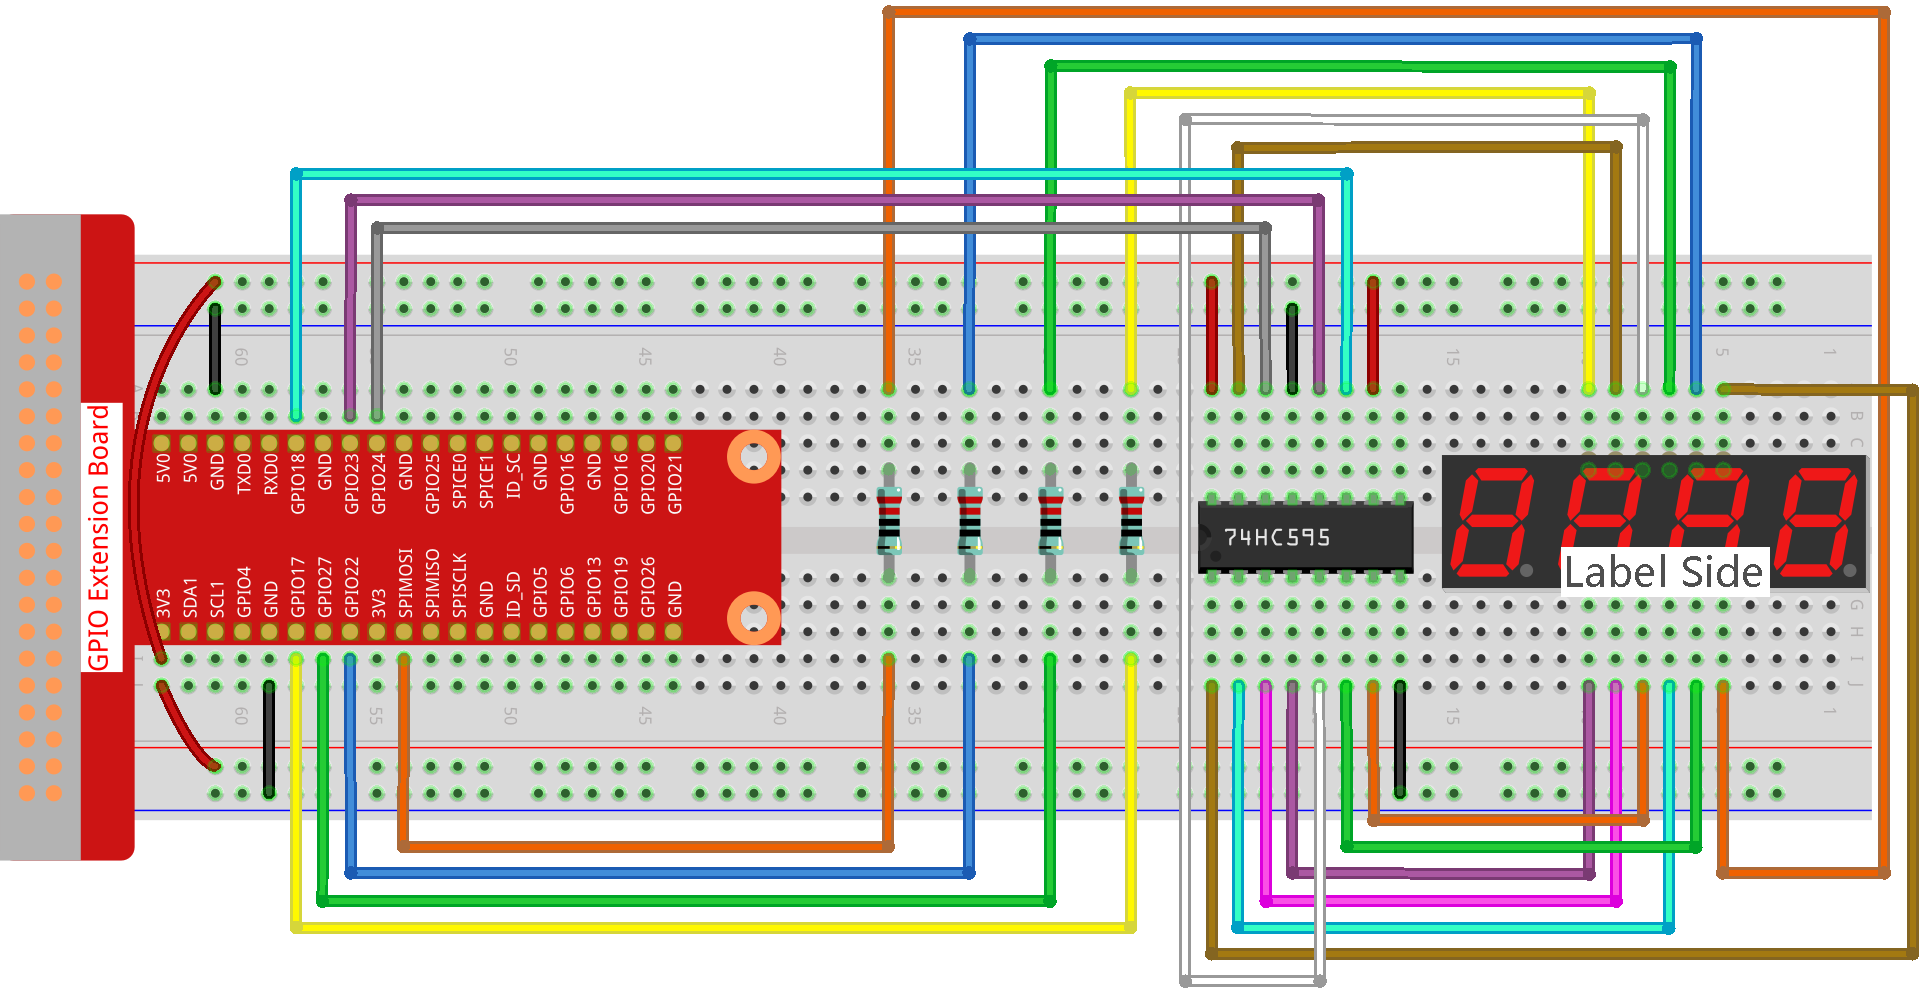 GPIO Extension Board
60
50
45
40
35
15
5
1
B
C
5V0
5V0
GND
TXD0
RXD0
GPIO18
GND
GPIO23
GPIO24
GND
GPIO25
SPICE0
SPICE1
ID_SC
GND
GPIO16
GND
GPIO16
GPIO20
GPIO21
3V3
SDA1
SCL1
GPIO4
GND
GPIO17
GPIO27
GPIO22
3V3
SPIMOSI
SPIMISO
SPISCLK
GND
ID_SD
GPIO5
GPIO6
GPIO13
GPIO19
GPIO26
GND
74HC595
Label Side
G
H
I
J
60
55
50
45
40
35
15
5
1